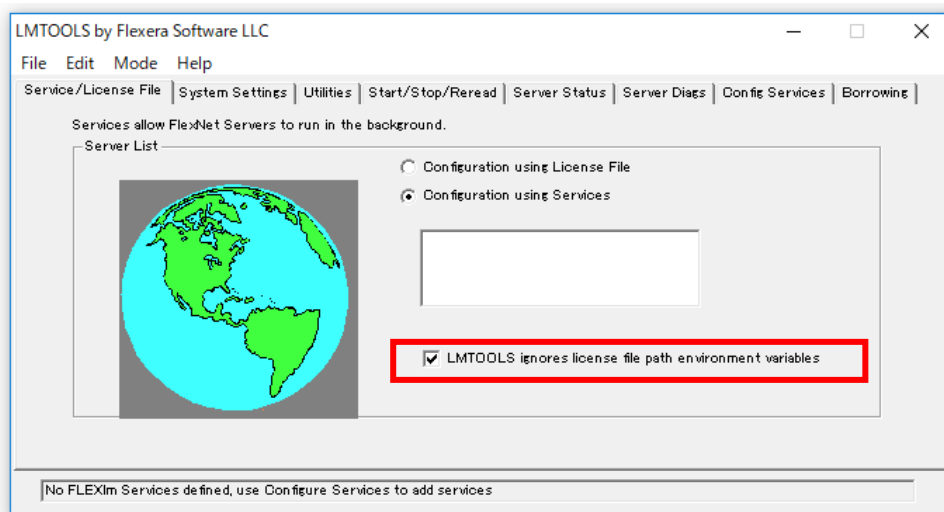 LMTOOLS by Flexera Software LLC
File Edit Mode Help
Service/License File System Settings Utilities Start/Stop/Reread Server Status Server Diags Config Services Borrowing
Services allow FlexNet Servers to run in the background.
Server List
Configuration using License File
Configuration using Services
LMTOOLS ignores license file path environment variables
No FLEXlm Services defined, use Configure Services to add services